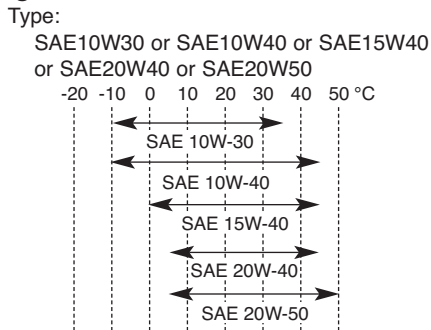 Type:
SAE10W30 or SAE10W40 or SAE15W40
or SAE20W40 or SAE20W50
-20 -10 0 10 20 30 40 50 °C
SAE 10W-30
SAE 10W-40
SAE 15W-40
SAE 20W-40
SAE 20W-50